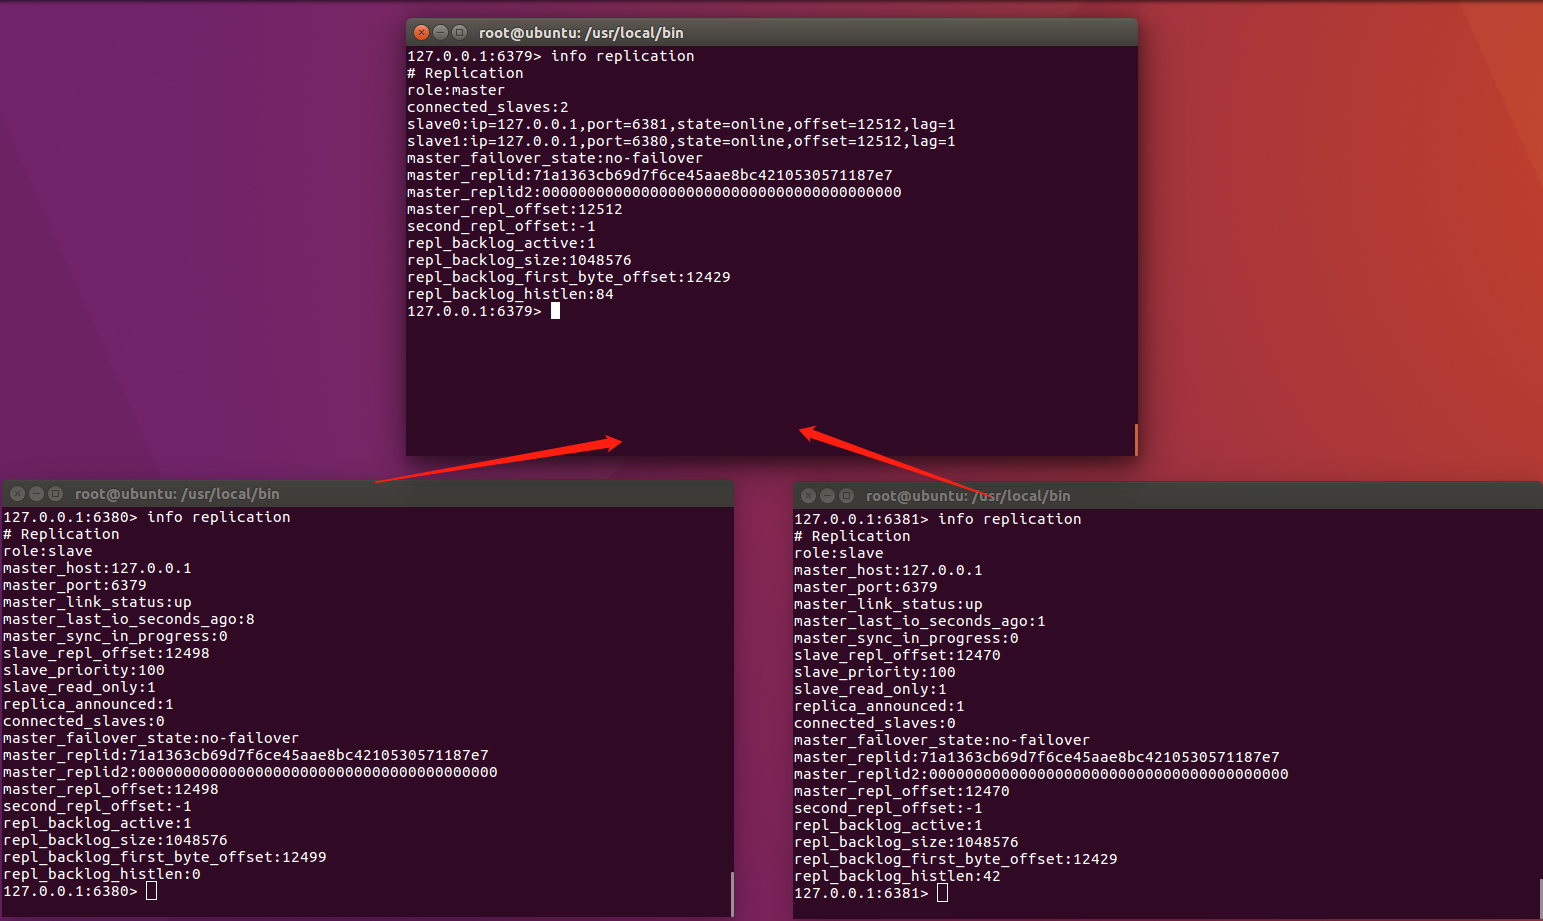 root@ubuntu: /usr/local/bin
127.0.0.1:6379> info replication
# Replication
role:master
connected_slaves:2
slave0:ip=127.0.0.1,port=6381,state=online,offset=12512,lag=1
slave1:ip=127.0.0.1,port=6380,state=online,offset=12512,lag=1
master_failover_state:no-failover
master_replid:71a1363cb69d7f6ce45aae8bc4210530571187e7
master_replid2:0000000000000000000000000000000000000000
master_repl_offset:12512
second_repl_offset:-1
repl_backlog_active:1
repl_backlog_size:1048576
repl_backlog_first_byte_offset:12429
repl_backlog_histlen:84
127.0.0.1:6379>
root@ubuntu: /usr/local/bin
127.0.0.1:6380> info replication
# Replication
role:slave
master_host:127.0.0.1
master_port:6379
master_link_status:up
master_last_io_seconds_ago:8
master_sync_in_progress:0
slave_repl_offset:12498
slave_priority:100
slave_read_only:1
replica_announced:1
connected_slaves:0
master_failover_state:no-failover
master_replid:71a1363cb69d7f6ce45aae8bc4210530571187e7
master_replid2:0000000000000000000000000000000000000000
master_repl_offset:12498
second_repl_offset:-1
repl_backlog_active:1
repl_backlog_size:1048576
repl_backlog_first_byte_offset:12499
repl_backlog_histlen:0
127.0.0.1:6380>
root@ubuntu: /usr/local/bin
127.0.0.1:6381> info replication
# Replication
role:slave
master_host:127.0.0.1
master_port:6379
master_link_status:up
master_last_io_seconds_ago:1
master_sync_in_progress:0
slave_repl_offset:12470
slave_priority:100
slave_read_only:1
replica_announced:1
connected_slaves:0
master_failover_state:no-failover
master_replid:71a1363cb69d7f6ce45aae8bc4210530571187e7
master_replid2:0000000000000000000000000000000000000000
master_repl_offset:12470
second_repl_offset:-1
repl_backlog_active:1
repl_backlog_size:1048576
repl_backlog_first_byte_offset:12429
repl_backlog_histlen:42
127.0.0.1:6381>